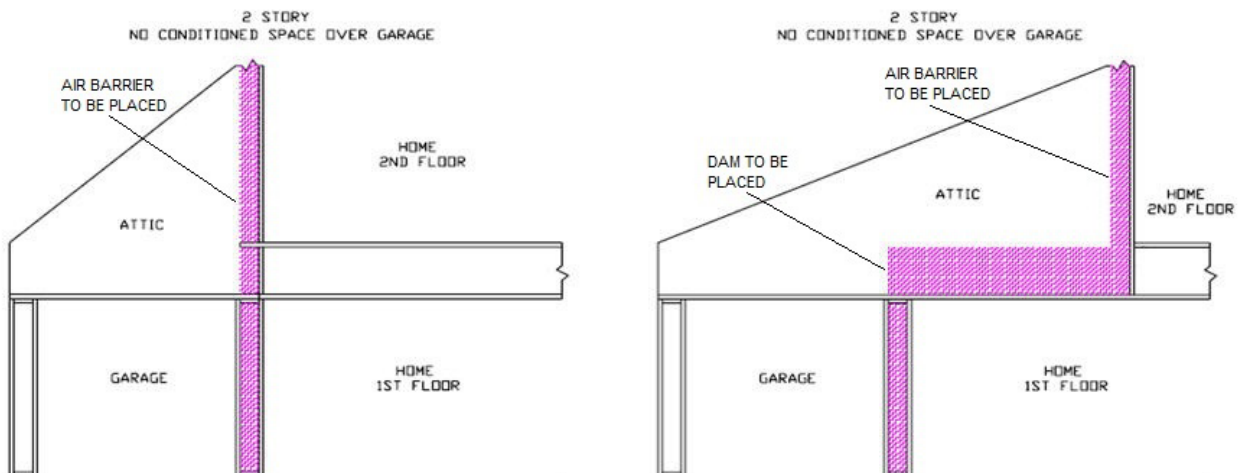 2 STORY
NO CONDITIONED SPACE OVER GARAGE
AIR BARRIER
TO BE PLACED
HOME
2ND FLOOR
ATTIC
GARAGE
HOME
1ST FLOOR
2 STORY
NO CONDITIONED SPACE OVER GARAGE
AIR BARRIER
TO BE PLACED
DAM TO BE
PLACED
ATTIC
HOME
2ND FLOOR
GARAGE
HOME
1ST FLOOR